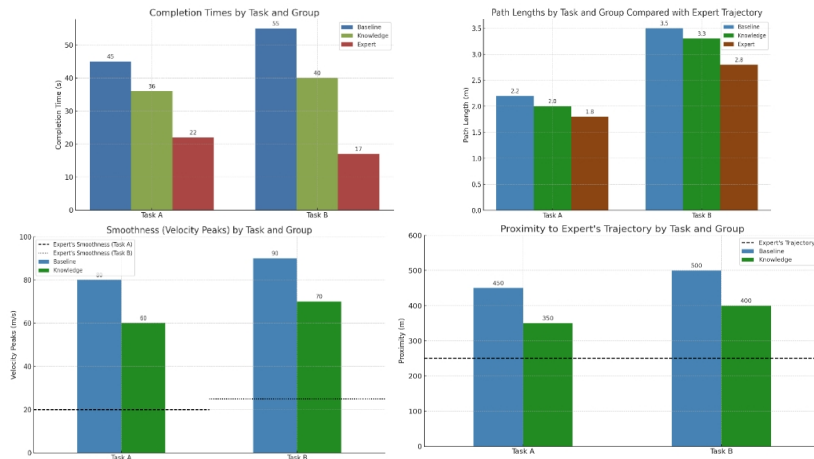 Completion Times by Task and Group
Completion Time (s)
50
40
30
20
10
0
45
36
22
55
40
17
Baseline
Knowledge
Expert
Task A
Task B
Path Lengths by Task and Group Compared with Expert Trajectory
Path Length (m)
3.5
3.0
2.5
2.0
1.5
1.0
0.5
0.0
2.2
2.0
1.8
3.5
3.3
2.8
Baseline
Knowledge
Expert
Task A
Task B
Smoothness (Velocity Peaks) by Task and Group
Velocity Peaks (m/s)
100
80
60
40
20
0
Expert's Smoothness (Task A)
Expert's Smoothness (Task B)
Baseline
Knowledge
60
90
70
Task A
Task B
Proximity to Expert's Trajectory by Task and Group
Proximity (m)
600
500
400
300
200
100
0
450
350
500
400
Expert's Trajectory
Baseline
Knowledge
Task A
Task B